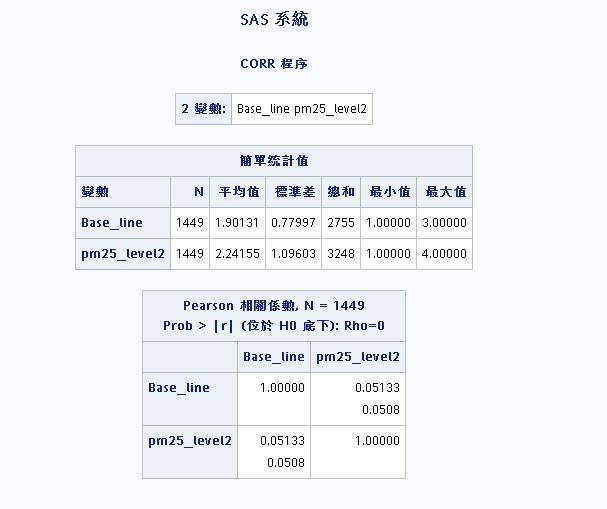 SAS 系統
CORR 程序
2 變數: Base_line pm25_level2
簡單統計值
變數 N 平均值 標準差 總和 最小值 最大值
Base_line 1449 1.90131 0.77997 2755 1.00000 3.00000
pm25_level2 1449 2.24155 1.09603 3248 1.00000 4.00000
Pearson 相關係數, N = 1449
Prob > |r| (位於 H0 底下): Rho=0
Base_line pm25_level2
Base_line 1.00000 0.05133
0.0508
pm25_level2 0.05133 1.00000
0.0508